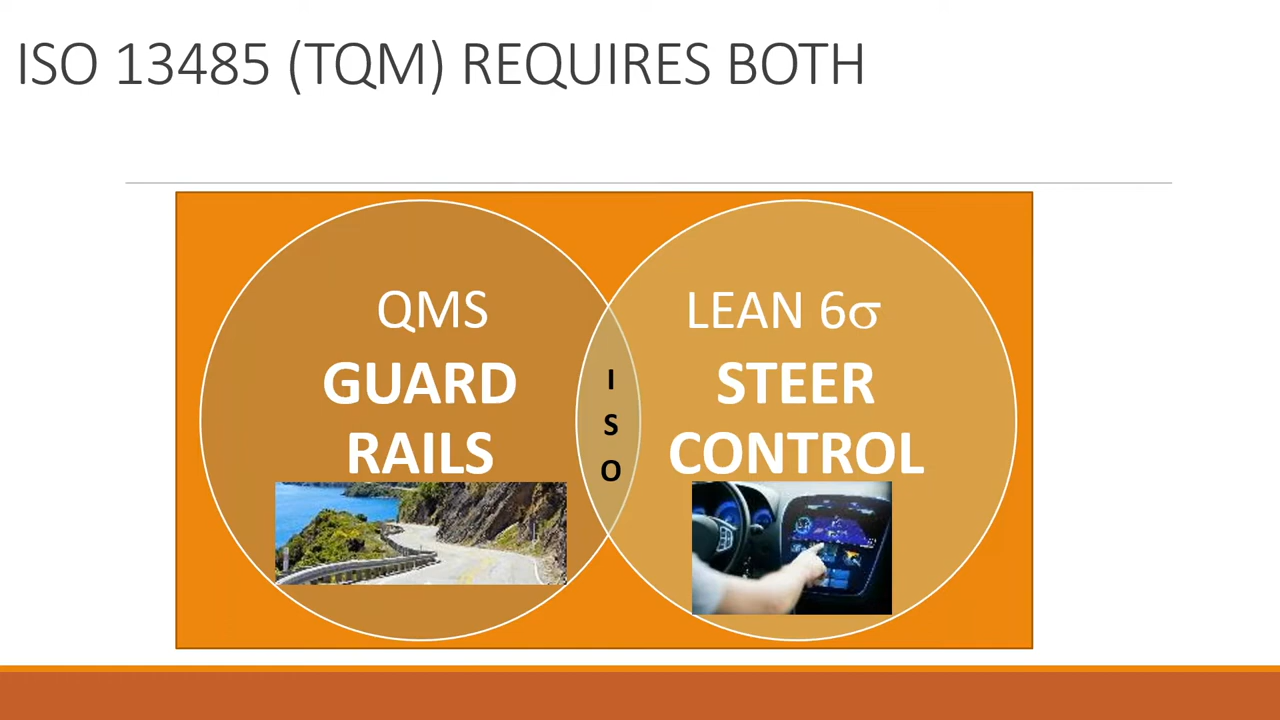 ISO 13485 (TQM) REQUIRES BOTH
QMS
GUARD
RAILS
I
S
O
LEAN 6σ
STEER
CONTROL